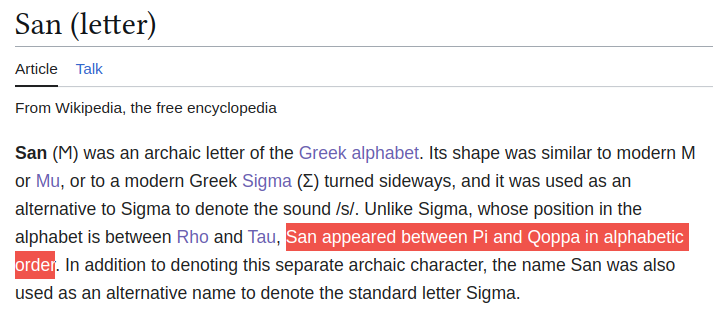 San (letter)
Article Talk
From Wikipedia, the free encyclopedia
San (Ϻ) was an archaic letter of the Greek alphabet. Its shape was similar to modern M
or Mu, or to a modern Greek Sigma (Σ) turned sideways, and it was used as an
alternative to Sigma to denote the sound /s/. Unlike Sigma, whose position in the
alphabet is between Rho and Tau, San appeared between Pi and Qoppa in alphabetic
order. In addition to denoting this separate archaic character, the name San was also
used as an alternative name to denote the standard letter Sigma.